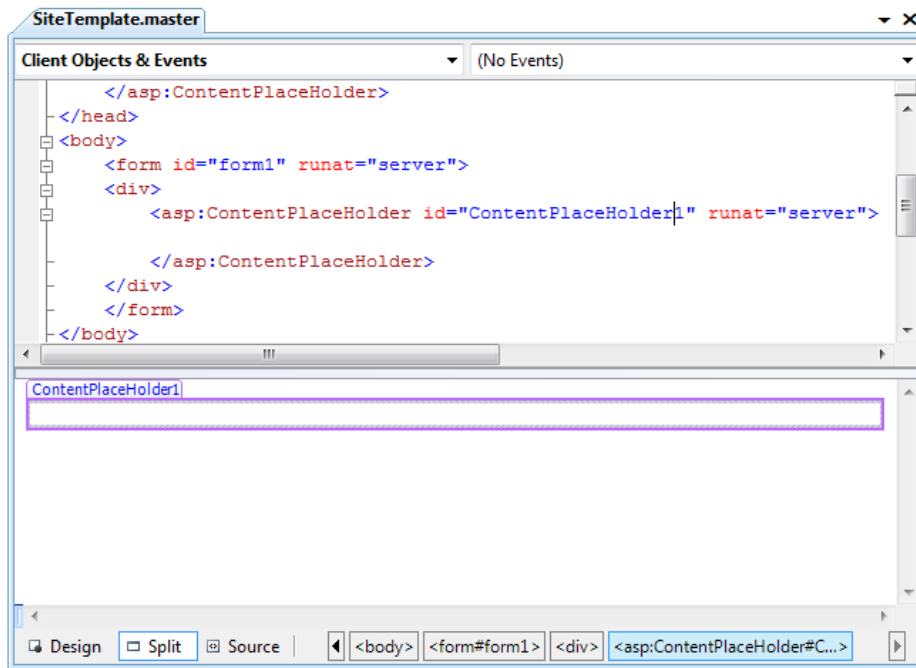 SiteTemplate.master
Client Objects & Events (No Events)
</asp:ContentPlaceHolder>
</head>
<body>
<form id="form1" runat="server">
<div>
<asp:ContentPlaceHolder id="ContentPlaceHolder1" runat="server">
</asp:ContentPlaceHolder>
</div>
</form>
</body>
ContentPlaceHolder1
Design Split Source <body> <form#form1> <div> <asp:ContentPlaceHolder#C...>